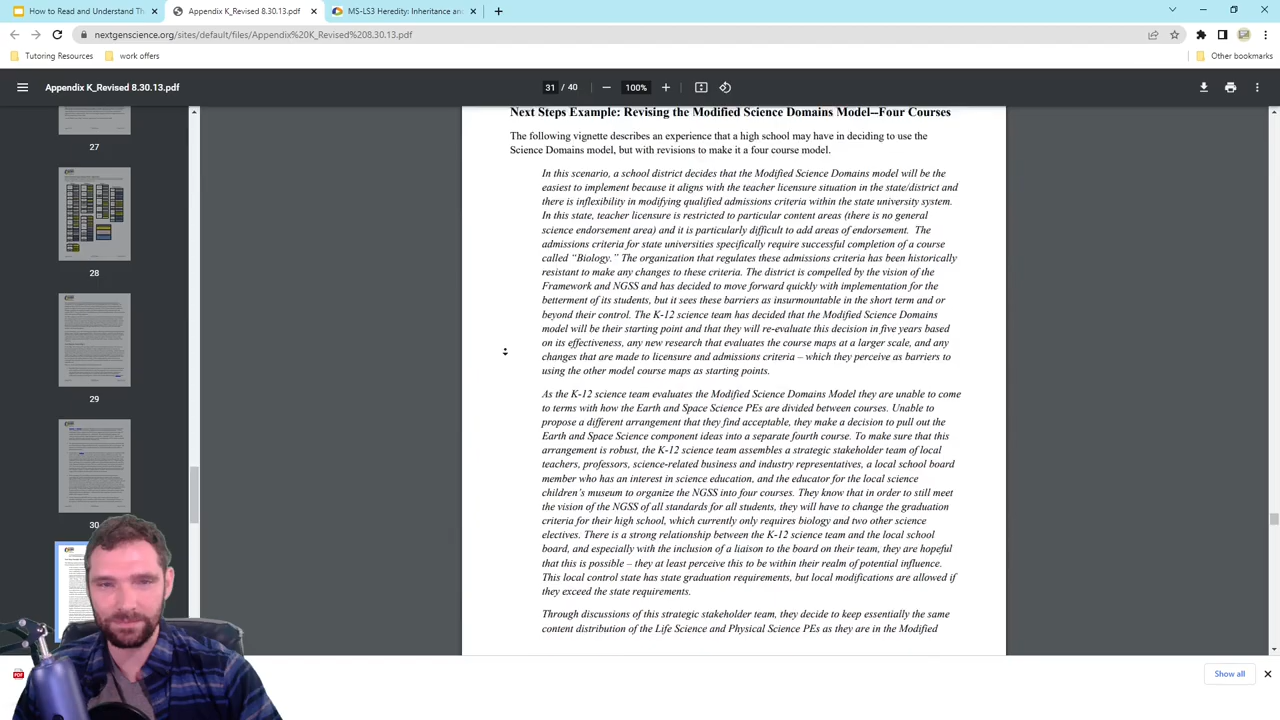 How to Read and Understand Th
Appendix K_Revised 8.30.13.pdf
MS-LS3 Heredity: Inheritance and
nextgenscience.org/sites/default/files/Appendix%20K_Revised%208.30.13.pdf
Tutoring Resources
work offers
Other bookmarks
Appendix K_Revised 8.30.13.pdf
31 / 40
100%
27
28
29
30
Next Steps Example: Revising the Modified Science Domains Model--Four Courses
The following vignette describes an experience that a high school may have in deciding to use the
Science Domains model, but with revisions to make it a four course model.
In this scenario, a school district decides that the Modified Science Domains model will be the
easiest to implement because it aligns with the teacher licensure situation in the state/district and
there is inflexibility in modifying qualified admissions criteria within the state university system.
In this state, teacher licensure is restricted to particular content areas (there is no general
science endorsement area) and it is particularly difficult to add areas of endorsement. The
admissions criteria for state universities specifically require successful completion of a course
called “Biology.” The organization that regulates these admissions criteria has been historically
resistant to make any changes to these criteria. The district is compelled by the vision of the
Framework and NGSS and has decided to move forward quickly with implementation for the
betterment of its students, but it sees these barriers as insurmountable in the short term and or
beyond their control. The K-12 science team has decided that the Modified Science Domains
model will be their starting point and that they will re-evaluate this decision in five years based
on its effectiveness, any new research that evaluates the course maps at a larger scale, and any
changes that are made to licensure and admissions criteria – which they perceive as barriers to
using the other model course maps as starting points.
As the K-12 science team evaluates the Modified Science Domains Model they are unable to come
to terms with how the Earth and Space Science PEs are divided between courses. Unable to
propose a different arrangement that they find acceptable, they make a decision to pull out the
Earth and Space Science component ideas into a separate fourth course. To make sure that this
arrangement is robust, the K-12 science team assembles a strategic stakeholder team of local
teachers, professors, science-related business and industry representatives, a local school board
member who has an interest in science education, and the educator for the local science
children’s museum to organize the NGSS into four courses. They know that in order to still meet
the vision of the NGSS of all standards for all students, they will have to change the graduation
criteria for their high school, which currently only requires biology and two other science
electives. There is a strong relationship between the K-12 science team and the local school
board, and especially with the inclusion of a liaison to the board on their team, they are hopeful
that this is possible – they at least perceive this to be within their realm of potential influence.
This local control state has state graduation requirements, but local modifications are allowed if
they exceed the state requirements.
Through discussions of this strategic stakeholder team, they decide to keep essentially the same
content distribution of the Life Science and Physical Science PEs as they are in the Modified
PDF
Show all